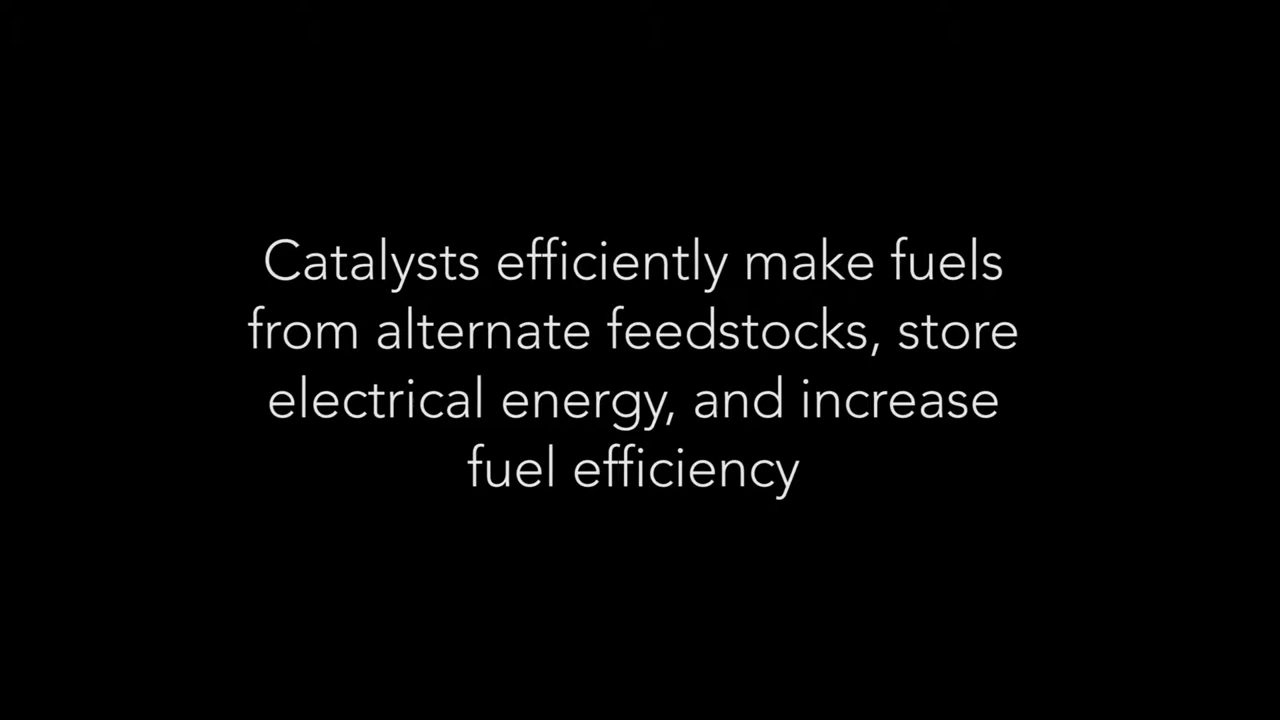 Catalysts efficiently make fuels
from alternate feedstocks, store
electrical energy, and increase
fuel efficiency